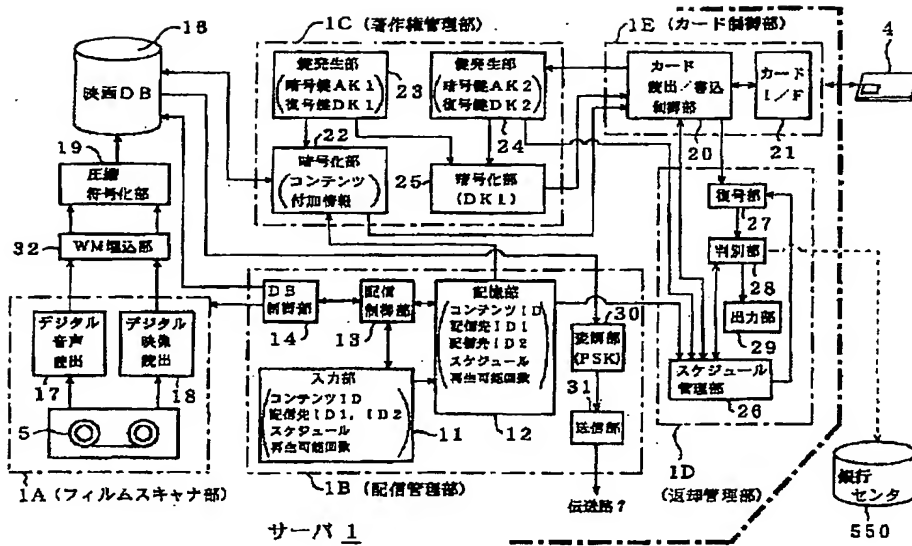 16
映画DB
19
圧縮
符号化部
32
WM埋込部
デジタル
音声
読出
デジタル
映像
読出
17
18
5
1A (フィルムスキャナ部)
1C (著作権管理部)
鍵発生部
(暗号鍵AK1
復号鍵DK1)
23
鍵発生部
(暗号鍵AK2
復号鍵DK2)
24
22
暗号化部
(コンテンツ
付加情報)
25
暗号化部
(DK1)
1E (カード制御部)
カード
読出/書込
制御部
20
カード
I/F
21
4
DB
制御部
14
配信
制御部
13
記憶部
(コンテンツID
配信先ID1
配信先ID2
スケジュール
再生可能回数)
12
入力部
(コンテンツID
配信先ID1, ID2
スケジュール
再生可能回数)
11
30
変調部
(PSK)
31
送信部
1B (配信管理部)
伝送路7
復号部
27
判別部
28
出力部
29
スケジュール
管理部
26
1D
(返却管理部)
銀行
センタ
550
サーバ 1